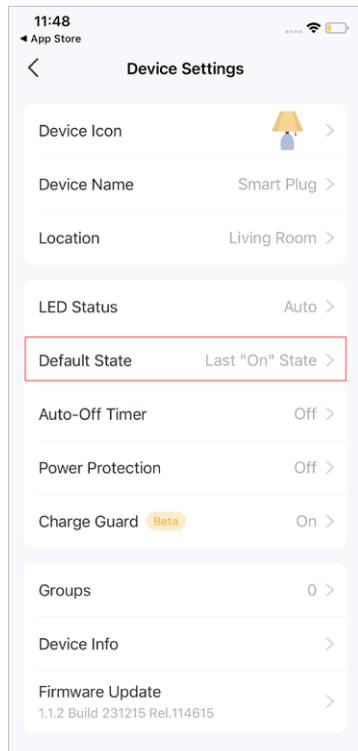 11:48
◀ App Store
Device Settings
Device Icon
Device Name Smart Plug
Location Living Room
LED Status Auto
Default State Last "On" State
Auto-Off Timer Off
Power Protection Off
Charge Guard Beta On
Groups 0
Device Info
Firmware Update
1.1.2 Build 231215 Rel.114615